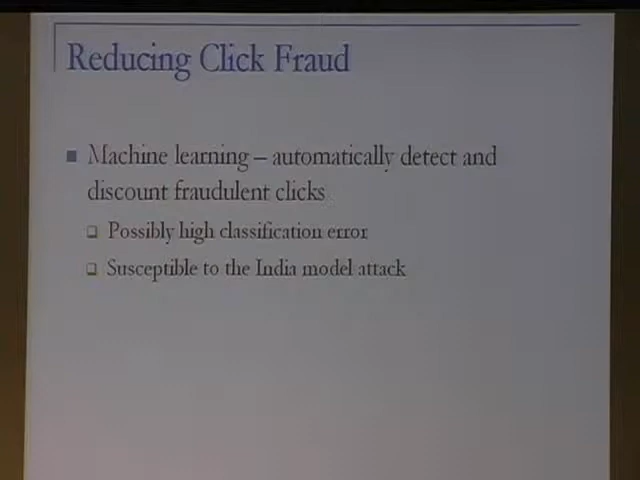 Reducing Click Fraud
Machine learning – automatically detect and
discount fraudulent clicks
Possibly high classification error
Susceptible to the India model attack